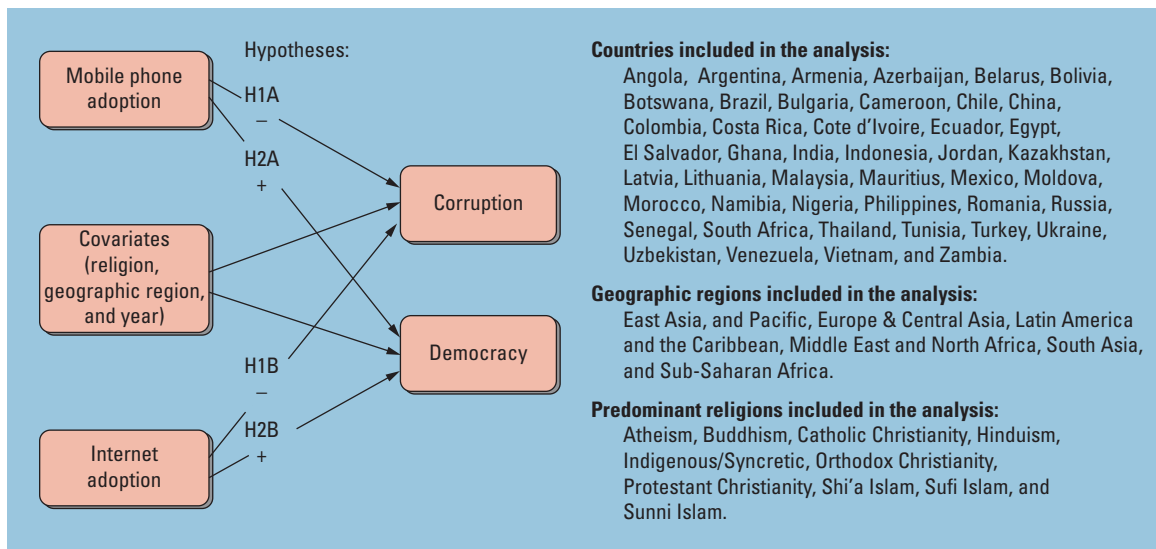 Hypotheses:
Mobile phone
adoption
H1A
–
H2A
+
Corruption
Covariates
(religion,
geographic region,
and year)
Democracy
H1B
–
H2B
+
Internet
adoption
Countries included in the analysis:
Angola, Argentina, Armenia, Azerbaijan, Belarus, Bolivia,
Botswana, Brazil, Bulgaria, Cameroon, Chile, China,
Colombia, Costa Rica, Cote d'Ivoire, Ecuador, Egypt,
El Salvador, Ghana, India, Indonesia, Jordan, Kazakhstan,
Latvia, Lithuania, Malaysia, Mauritius, Mexico, Moldova,
Morocco, Namibia, Nigeria, Philippines, Romania, Russia,
Senegal, South Africa, Thailand, Tunisia, Turkey, Ukraine,
Uzbekistan, Venezuela, Vietnam, and Zambia.
Geographic regions included in the analysis:
East Asia, and Pacific, Europe & Central Asia, Latin America
and the Caribbean, Middle East and North Africa, South Asia,
and Sub-Saharan Africa.
Predominant religions included in the analysis:
Atheism, Buddhism, Catholic Christianity, Hinduism,
Indigenous/Syncretic, Orthodox Christianity,
Protestant Christianity, Shi'a Islam, Sufi Islam, and
Sunni Islam.